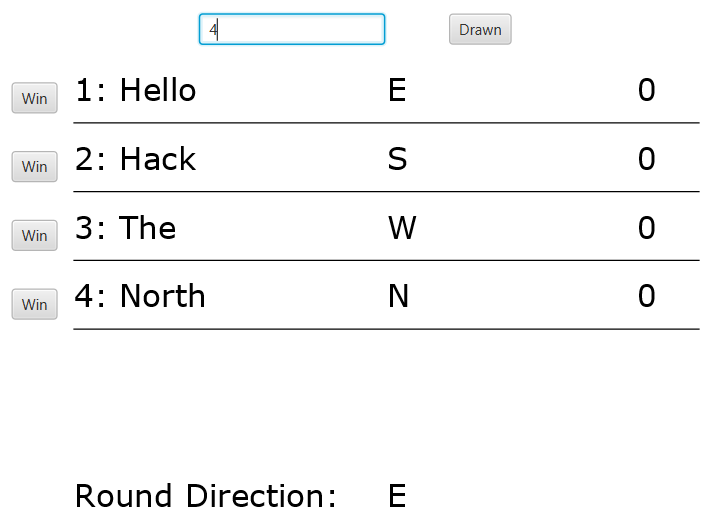 4 Drawn
Win 1: Hello E 0
Win 2: Hack S 0
Win 3: The W 0
Win 4: North N 0
Round Direction: E